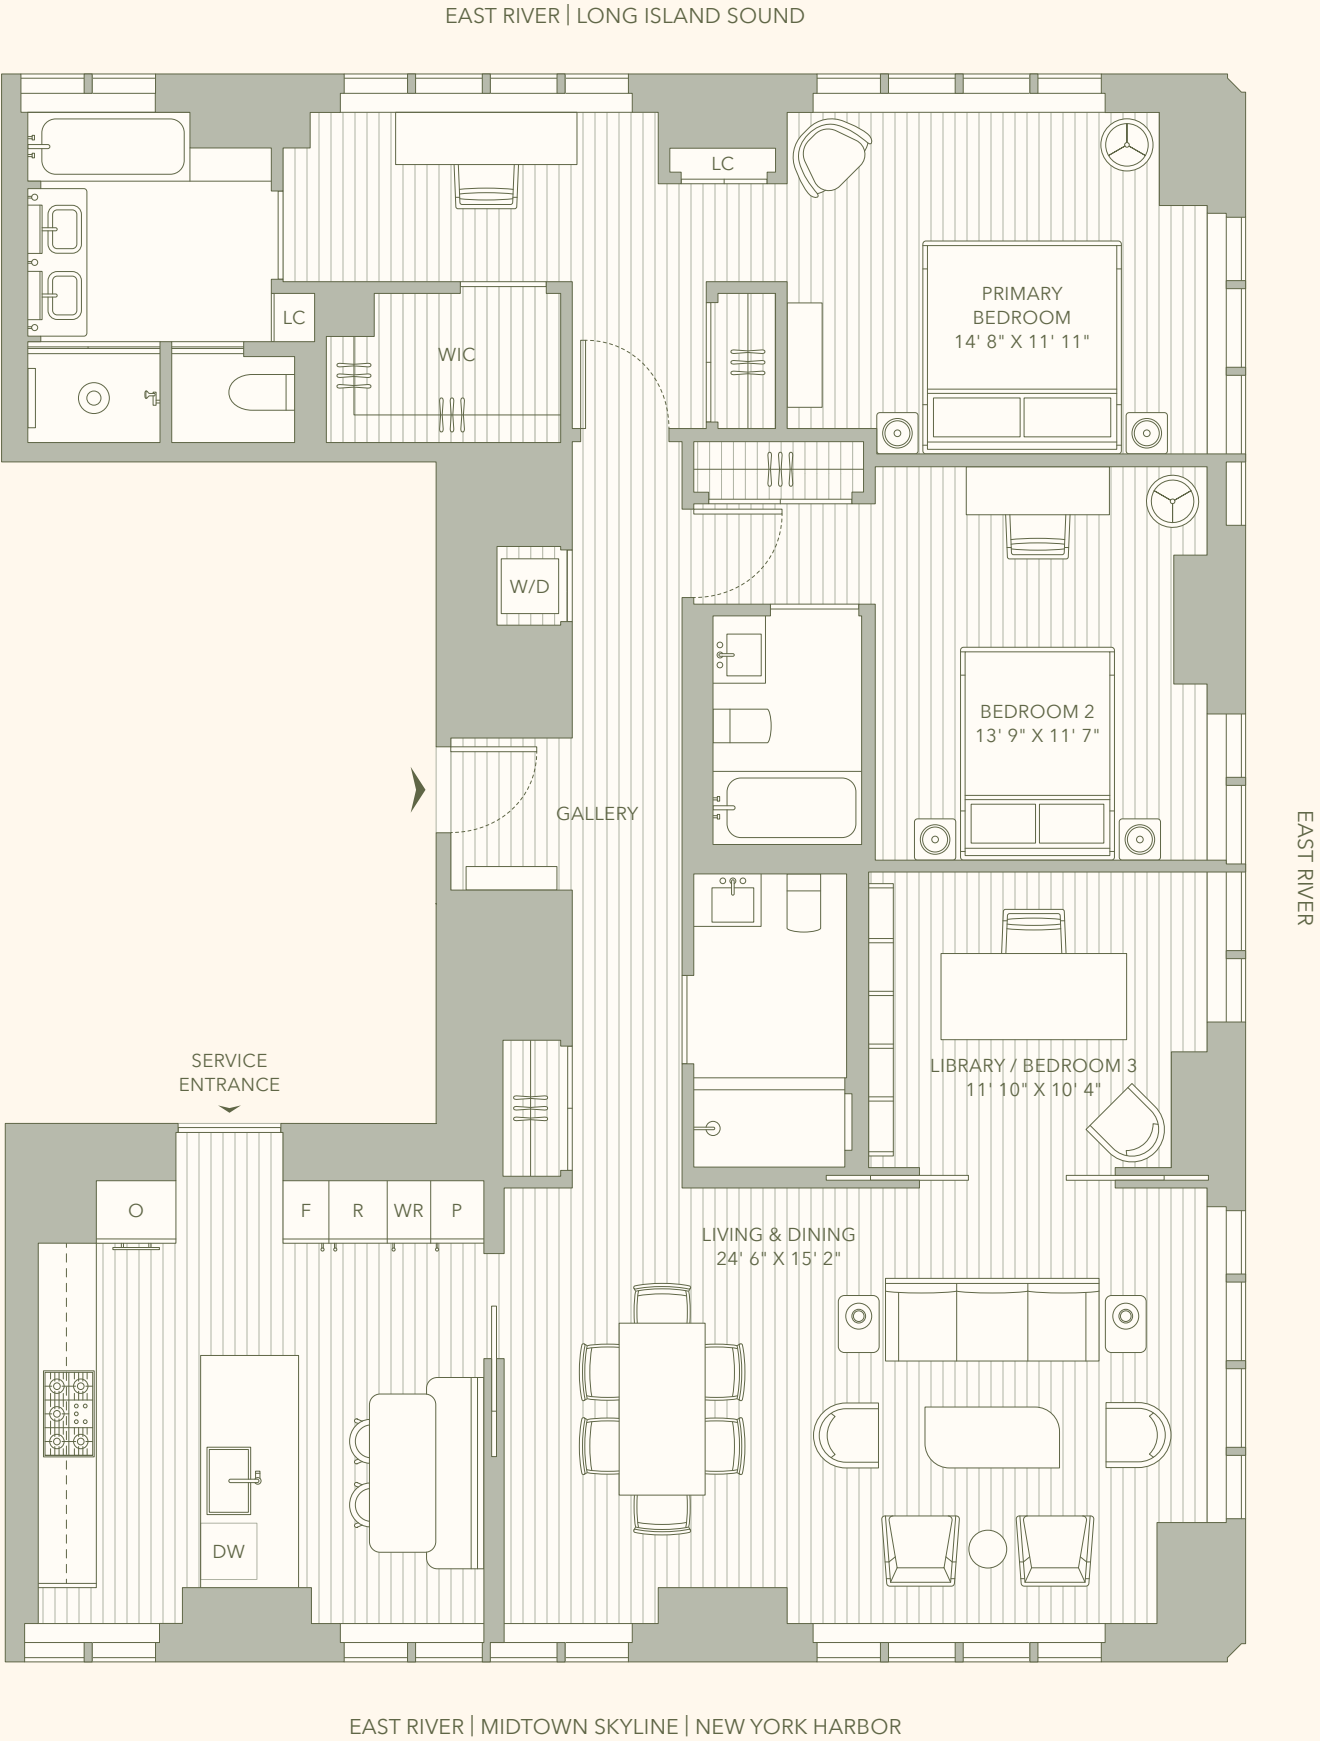 EAST RIVER | LONG ISLAND SOUND
LC
PRIMARY
BEDROOM
14' 8" X 11' 11"
LC
WIC
W/D
BEDROOM 2
13' 9" X 11' 7"
GALLERY
EAST RIVER
SERVICE
ENTRANCE
LIBRARY / BEDROOM 3
11' 10" X 10' 4"
O
F
R
WR
P
LIVING & DINING
24' 6" X 15' 2"
DW
EAST RIVER | MIDTOWN SKYLINE | NEW YORK HARBOR